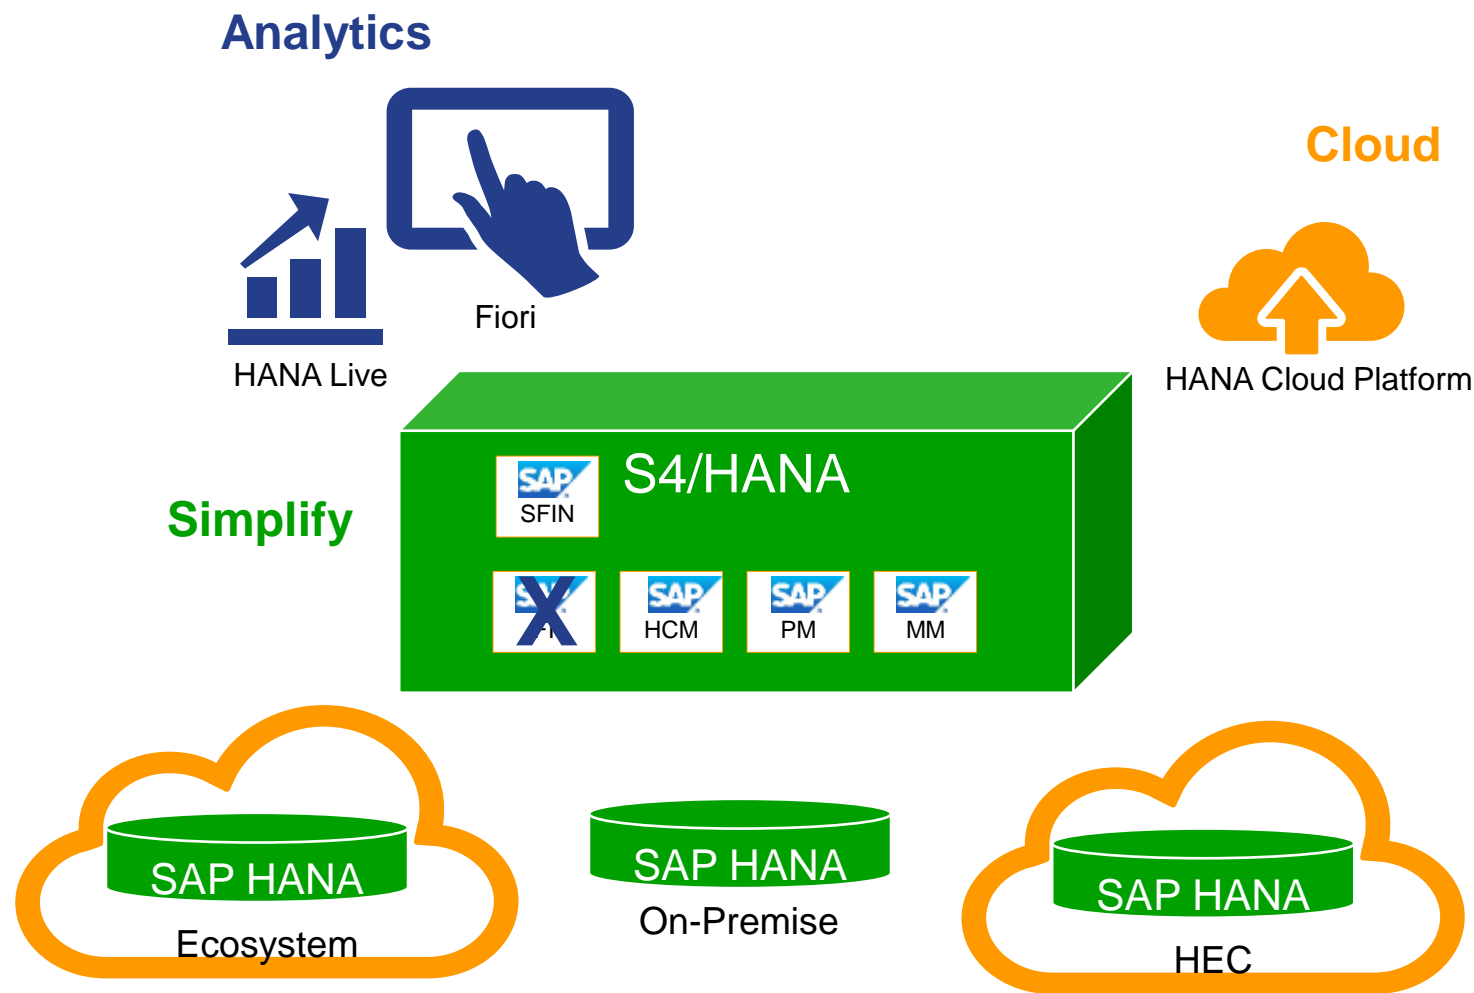 Analytics
Cloud
Fiori
HANA Live
HANA Cloud Platform
S4/HANA
SAP
SFIN
Simplify
SAP
HCM
SAP
PM
SAP
MM
SAP HANA
Ecosystem
SAP HANA
On-Premise
SAP HANA
HEC